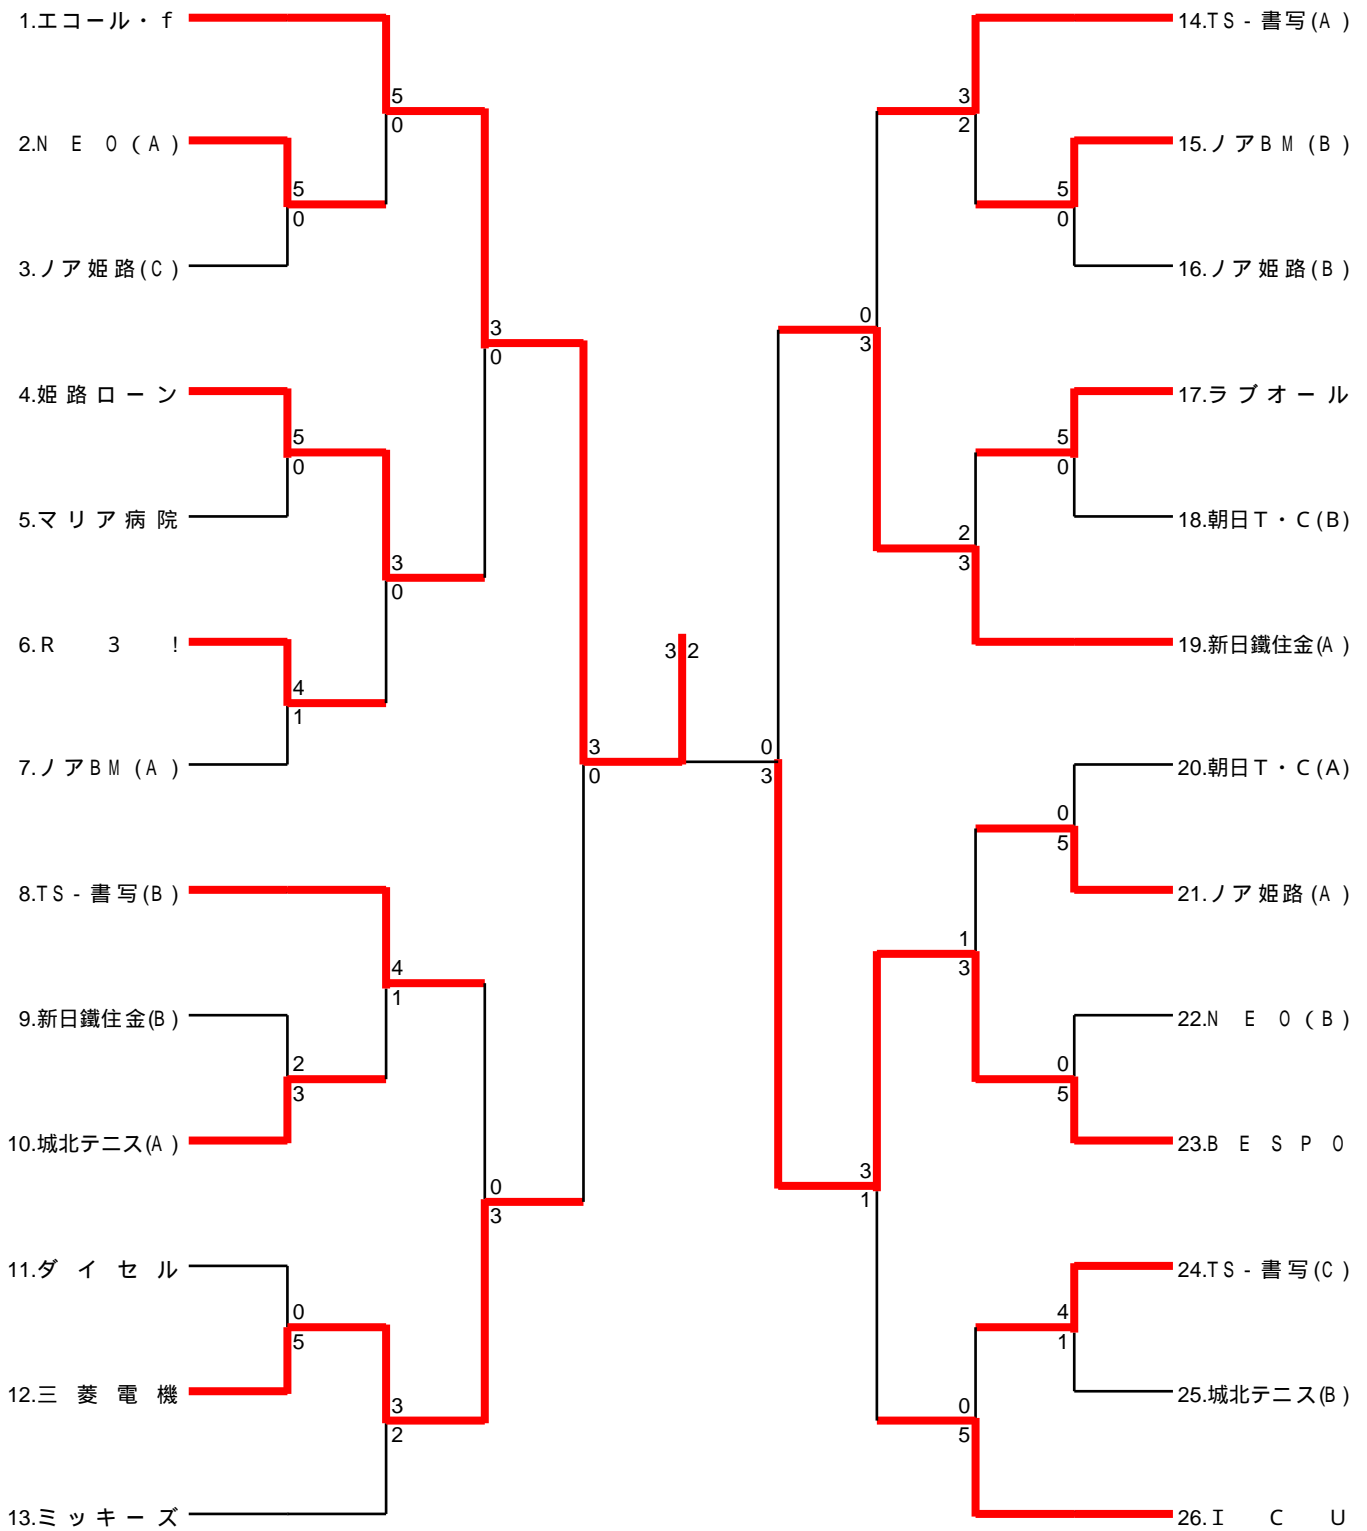 1.エコール・f
2.N E O (A)
3.ノア姫路(C)
4.姫路ローン
5.マリア病院
6.R 3 !
7.ノアBM(A)
8.TS-書写(B)
9.新日鐵住金(B)
10.城北テニス(A)
11.ダイセル
12.三菱電機
13.ミッキーズ
5
0
5
0
5
0
4
1
3
0
3
0
4
1
2
3
0
5
3
2
0
3
3
0
3 2
0
3
0
3
3
2
5
0
5
0
2
3
0
5
1
3
0
5
3
1
4
1
0
5
14.TS-書写(A)
15.ノアBM(B)
16.ノア姫路(B)
17.ラブオール
18.朝日T・C(B)
19.新日鐵住金(A)
20.朝日T・C(A)
21.ノア姫路(A)
22.N E O (B)
23.B E S P O
24.TS-書写(C)
25.城北テニス(B)
26.I C U